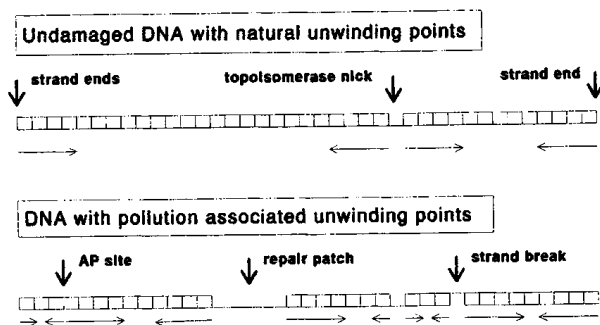 Undamaged DNA with natural unwinding points
strand ends topoisomerase nick strand end
DNA with pollution associated unwinding points
AP site repair patch strand break